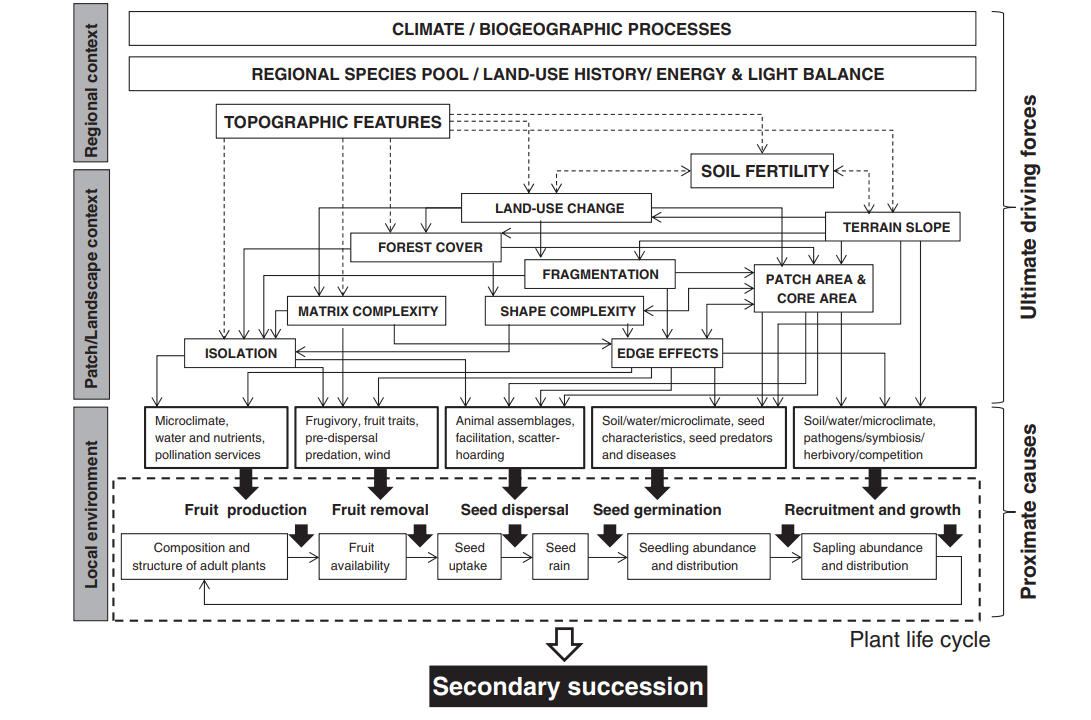 Regional context
CLIMATE / BIOGEOGRAPHIC PROCESSES
REGIONAL SPECIES POOL / LAND-USE HISTORY/ ENERGY & LIGHT BALANCE
TOPOGRAPHIC FEATURES
SOIL FERTILITY
Ultimate driving forces
Patch/Landscape context
LAND-USE CHANGE
TERRAIN SLOPE
FOREST COVER
FRAGMENTATION
PATCH AREA &
CORE AREA
MATRIX COMPLEXITY
SHAPE COMPLEXITY
ISOLATION
EDGE EFFECTS
Local environment
Microclimate,
water and nutrients,
pollination services
Frugivory, fruit traits,
pre-dispersal
predation, wind
Animal assemblages,
facilitation, scatter-
hoarding
Soil/water/microclimate, seed
characteristics, seed predators
and diseases
Soil/water/microclimate,
pathogens/symbiosis/
herbivory/competition
Proximate causes
Fruit production
Fruit removal
Seed dispersal
Seed germination
Recruitment and growth
Composition and
structure of adult plants
Fruit
availability
Seed
uptake
Seed
rain
Seedling abundance
and distribution
Sapling abundance
and distribution
Plant life cycle
Secondary succession